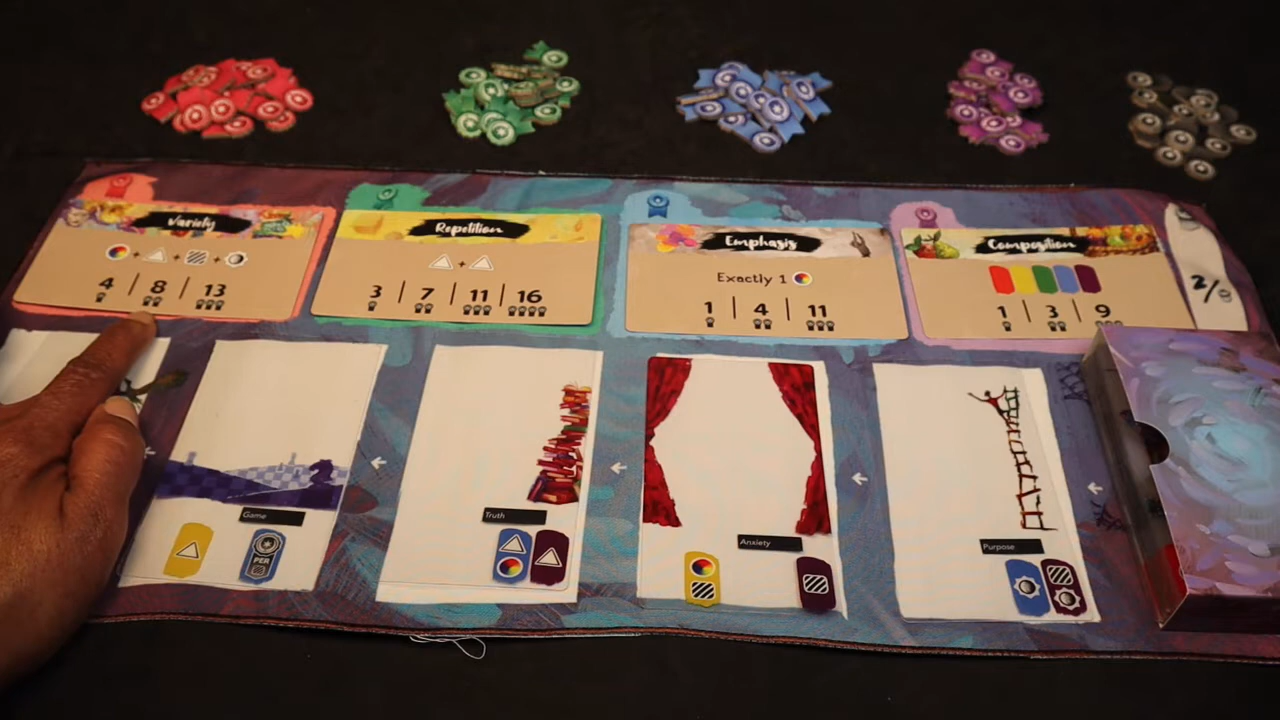 Variety
+ + +
4 | 8 | 13
Repetition
+
3 | 7 | 11 | 16
Emphasis
Exactly 1
1 | 4 | 11
Composition
1 | 3 | 9
Game
PER
Truth
Anxiety
Purpose